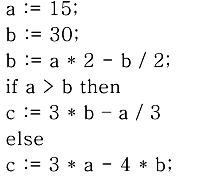 a := 15;
b := 30;
b := a * 2 - b / 2;
if a > b then
c := 3 * b - a / 3
else
c := 3 * a - 4 * b;